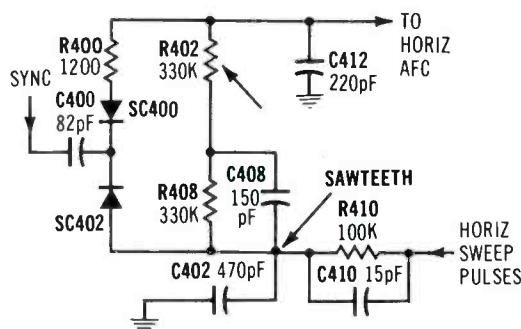 TO
HORIZ
AFC
R400
1200
R402
330K
C412
220pF
SYNC
C400
82pF
SC400
C408
150
pF
SAWTEETH
R408
330K
SC402
R410
100K
HORIZ
SWEEP
PULSES
C402 470pF
C410 15pF